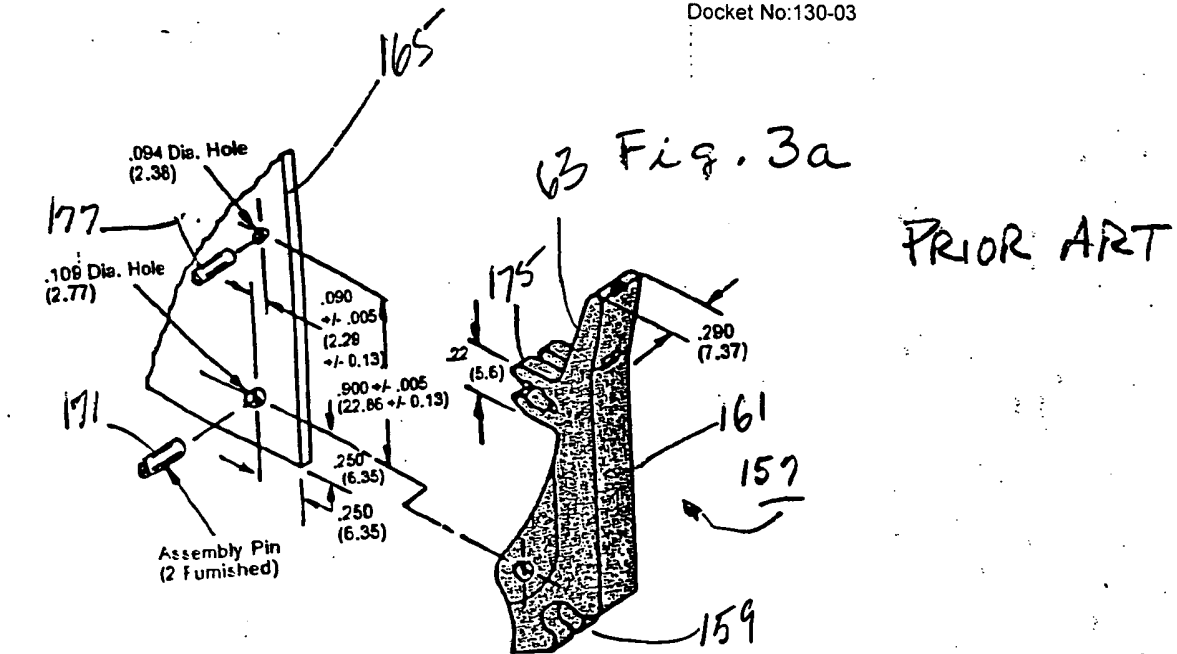 Docket No:130-03
165
Fig. 3a
PRIOR ART
.094 Dia. Hole
(2.38)
63
177
175
.109 Dia. Hole
(2.77)
.090
+/- .005
(2.29
+/- 0.13)
.22
(5.6)
.290
(7.37)
.900 +/- .005
(22.86 +/- 0.13)
171
161
157
.250
(6.35)
.250
(6.35)
Assembly Pin
(2 Furnished)
159